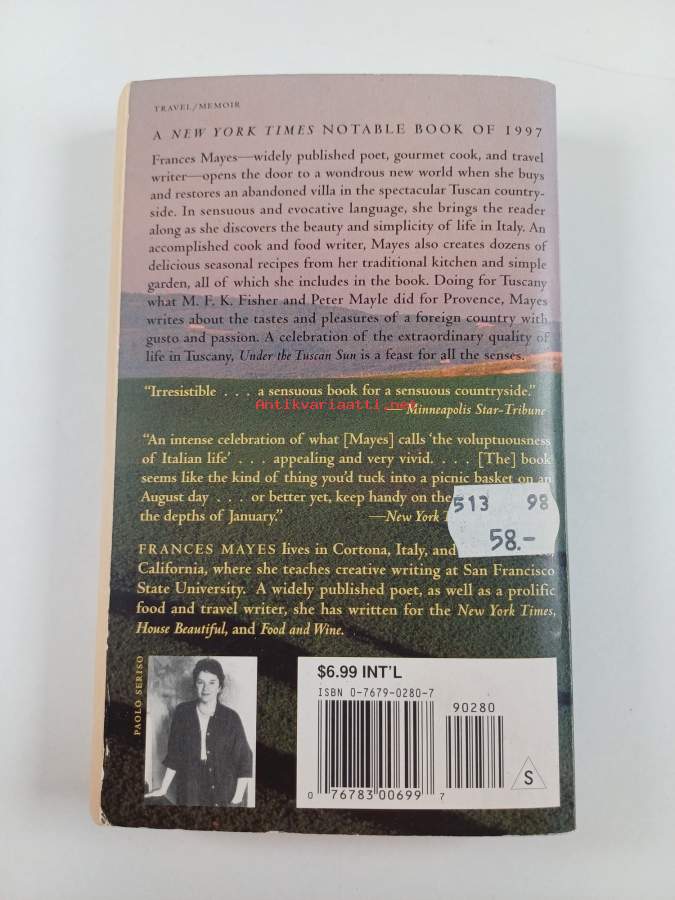 TRAVEL/MEMOIR
A NEW YORK TIMES NOTABLE BOOK OF 1997
Frances Mayes—widely published poet, gourmet cook, and travel
writer—opens the door to a wondrous new world when she buys
and restores an abandoned villa in the spectacular Tuscan country-
side. In sensuous and evocative language, she brings the reader
along as she discovers the beauty and simplicity of life in Italy. An
accomplished cook and food writer, Mayes also creates dozens of
delicious seasonal recipes from her traditional kitchen and simple
garden, all of which she includes in the book. Doing for Tuscany
what M. F. K. Fisher and Peter Mayle did for Provence, Mayes
writes about the tastes and pleasures of a foreign country with
gusto and passion. A celebration of the extraordinary quality of
life in Tuscany, Under the Tuscan Sun is a feast for all the senses.
“Irresistible . . . a sensuous book for a sensuous countryside.”
Antikvariaatti.net
—Minneapolis Star-Tribune
“An intense celebration of what [Mayes] calls ‘the voluptuousness
of Italian life’ . . . appealing and very vivid. . . . [The] book
seems like the kind of thing you’d tuck into a picnic basket on an
August day . . . or better yet, keep handy on the
the depths of January.” —New York T
513 98
58.-
FRANCES MAYES lives in Cortona, Italy, and
California, where she teaches creative writing at San Francisco
State University. A widely published poet, as well as a prolific
food and travel writer, she has written for the New York Times,
House Beautiful, and Food and Wine.
PAOLO SERISO
$6.99 INT’L
ISBN 0-7679-0280-7
90280
S
0 76783 00699 7